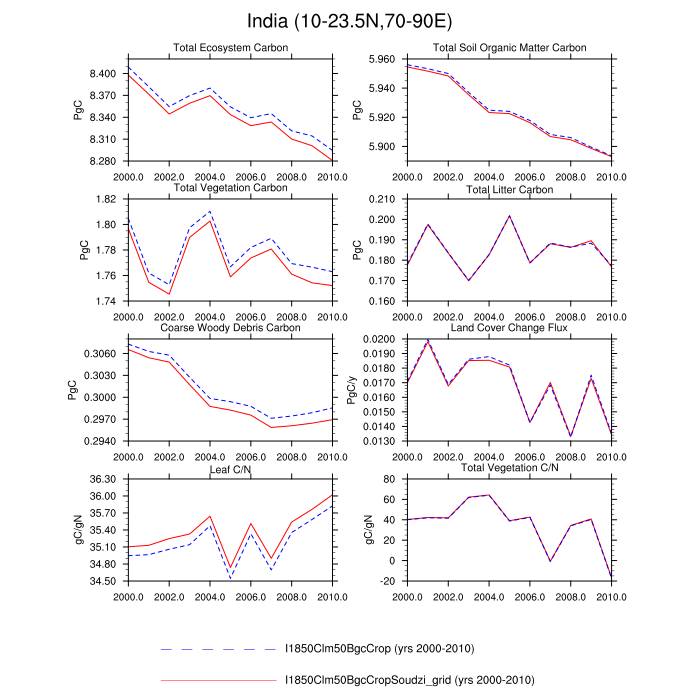 India (10-23.5N,70-90E)
Total Ecosystem Carbon
PgC
8.400
8.370
8.340
8.310
8.280
2000.0 2002.0 2004.0 2006.0 2008.0 2010.0
Total Soil Organic Matter Carbon
PgC
5.960
5.940
5.920
5.900
2000.0 2002.0 2004.0 2006.0 2008.0 2010.0
Total Vegetation Carbon
PgC
1.82
1.80
1.78
1.76
1.74
2000.0 2002.0 2004.0 2006.0 2008.0 2010.0
Total Litter Carbon
PgC
0.210
0.200
0.190
0.180
0.170
0.160
2000.0 2002.0 2004.0 2006.0 2008.0 2010.0
Coarse Woody Debris Carbon
PgC
0.3060
0.3030
0.3000
0.2970
0.2940
2000.0 2002.0 2004.0 2006.0 2008.0 2010.0
Land Cover Change Flux
PgC/y
0.0200
0.0190
0.0180
0.0170
0.0160
0.0150
0.0140
0.0130
2000.0 2002.0 2004.0 2006.0 2008.0 2010.0
Leaf C/N
gC/gN
36.30
36.00
35.70
35.40
35.10
34.80
34.50
2000.0 2002.0 2004.0 2006.0 2008.0 2010.0
Total Vegetation C/N
gC/gN
80
60
40
20
0
-20
2000.0 2002.0 2004.0 2006.0 2008.0 2010.0
I1850Clm50BgcCrop (yrs 2000-2010)
I1850Clm50BgcCropSoudzi_grid (yrs 2000-2010)